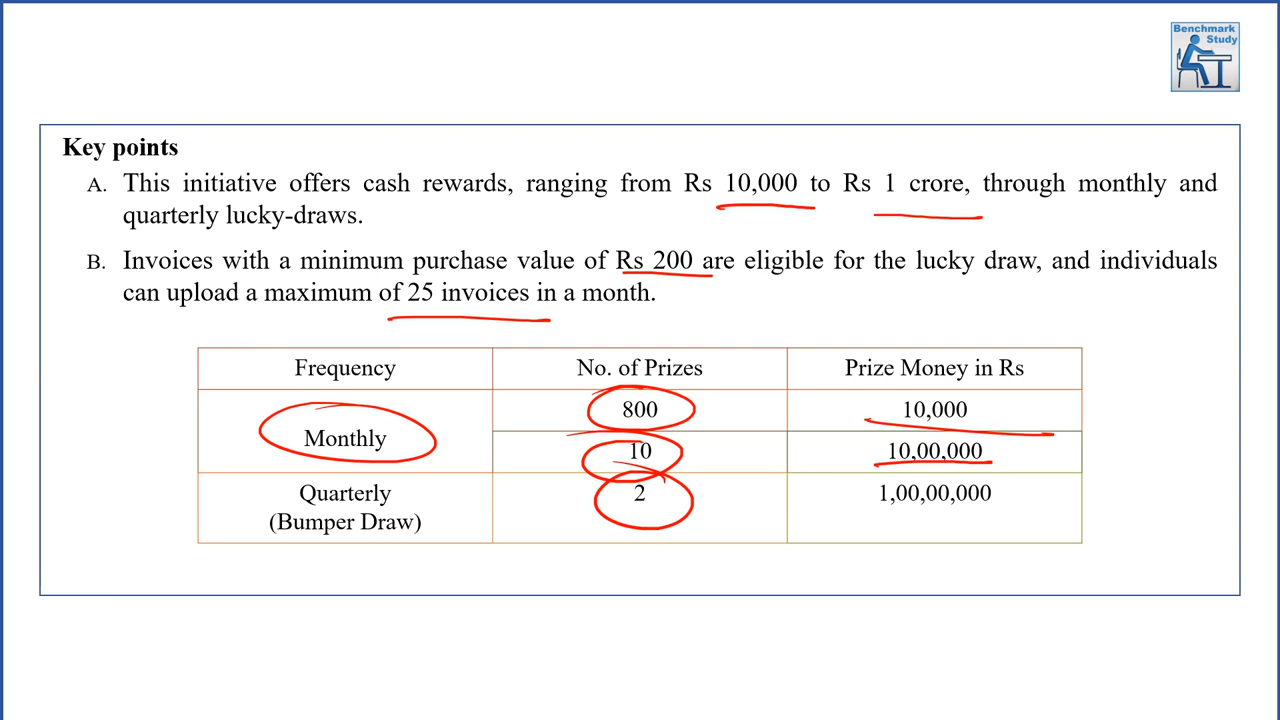 Benchmark
Study
Key points
A. This initiative offers cash rewards, ranging from Rs 10,000 to Rs 1 crore, through monthly and
quarterly lucky-draws.
B. Invoices with a minimum purchase value of Rs 200 are eligible for the lucky draw, and individuals
can upload a maximum of 25 invoices in a month.
Frequency No. of Prizes Prize Money in Rs
Monthly 800 10,000
10 10,00,000
Quarterly 2 1,00,00,000
(Bumper Draw)